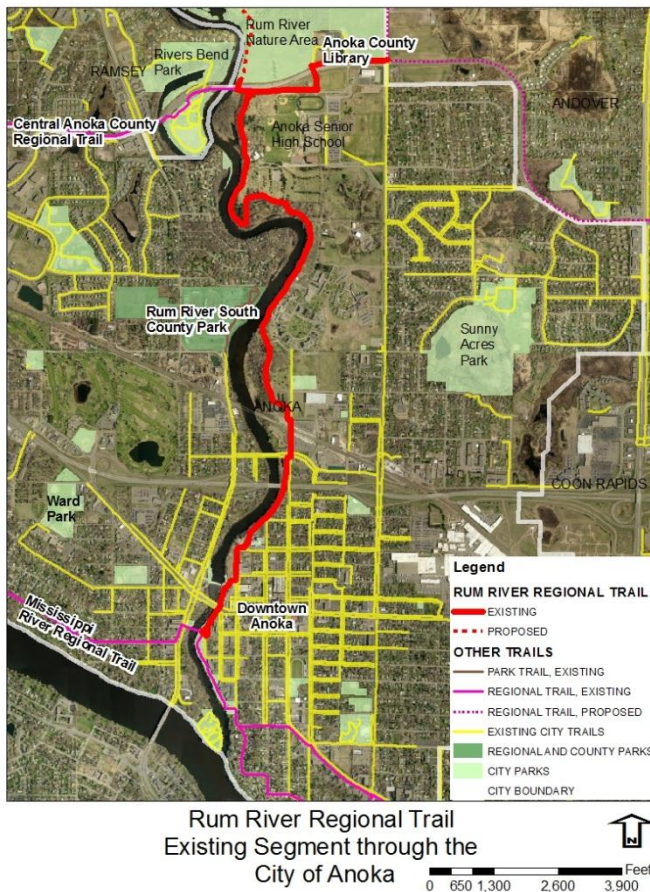 Rum River
Nature Area
Anoka County
Library
Rivers Bend
Park
RAMSEY
ANDOVER
Central Anoka County
Regional Trail
Anoka Senior
High School
Rum River South
County Park
Sunny
Acres
Park
ANOKA
COON RAPIDS
Ward
Park
Mississippi
River Regional Trail
Downtown
Anoka
Legend
RUM RIVER REGIONAL TRAIL
EXISTING
PROPOSED
OTHER TRAILS
PARK TRAIL, EXISTING
REGIONAL TRAIL, EXISTING
REGIONAL TRAIL, PROPOSED
EXISTING CITY TRAILS
REGIONAL AND COUNTY PARKS
CITY PARKS
CITY BOUNDARY
Rum River Regional Trail
Existing Segment through the
City of Anoka
N
Feet
0 650 1,300 2,600 3,900